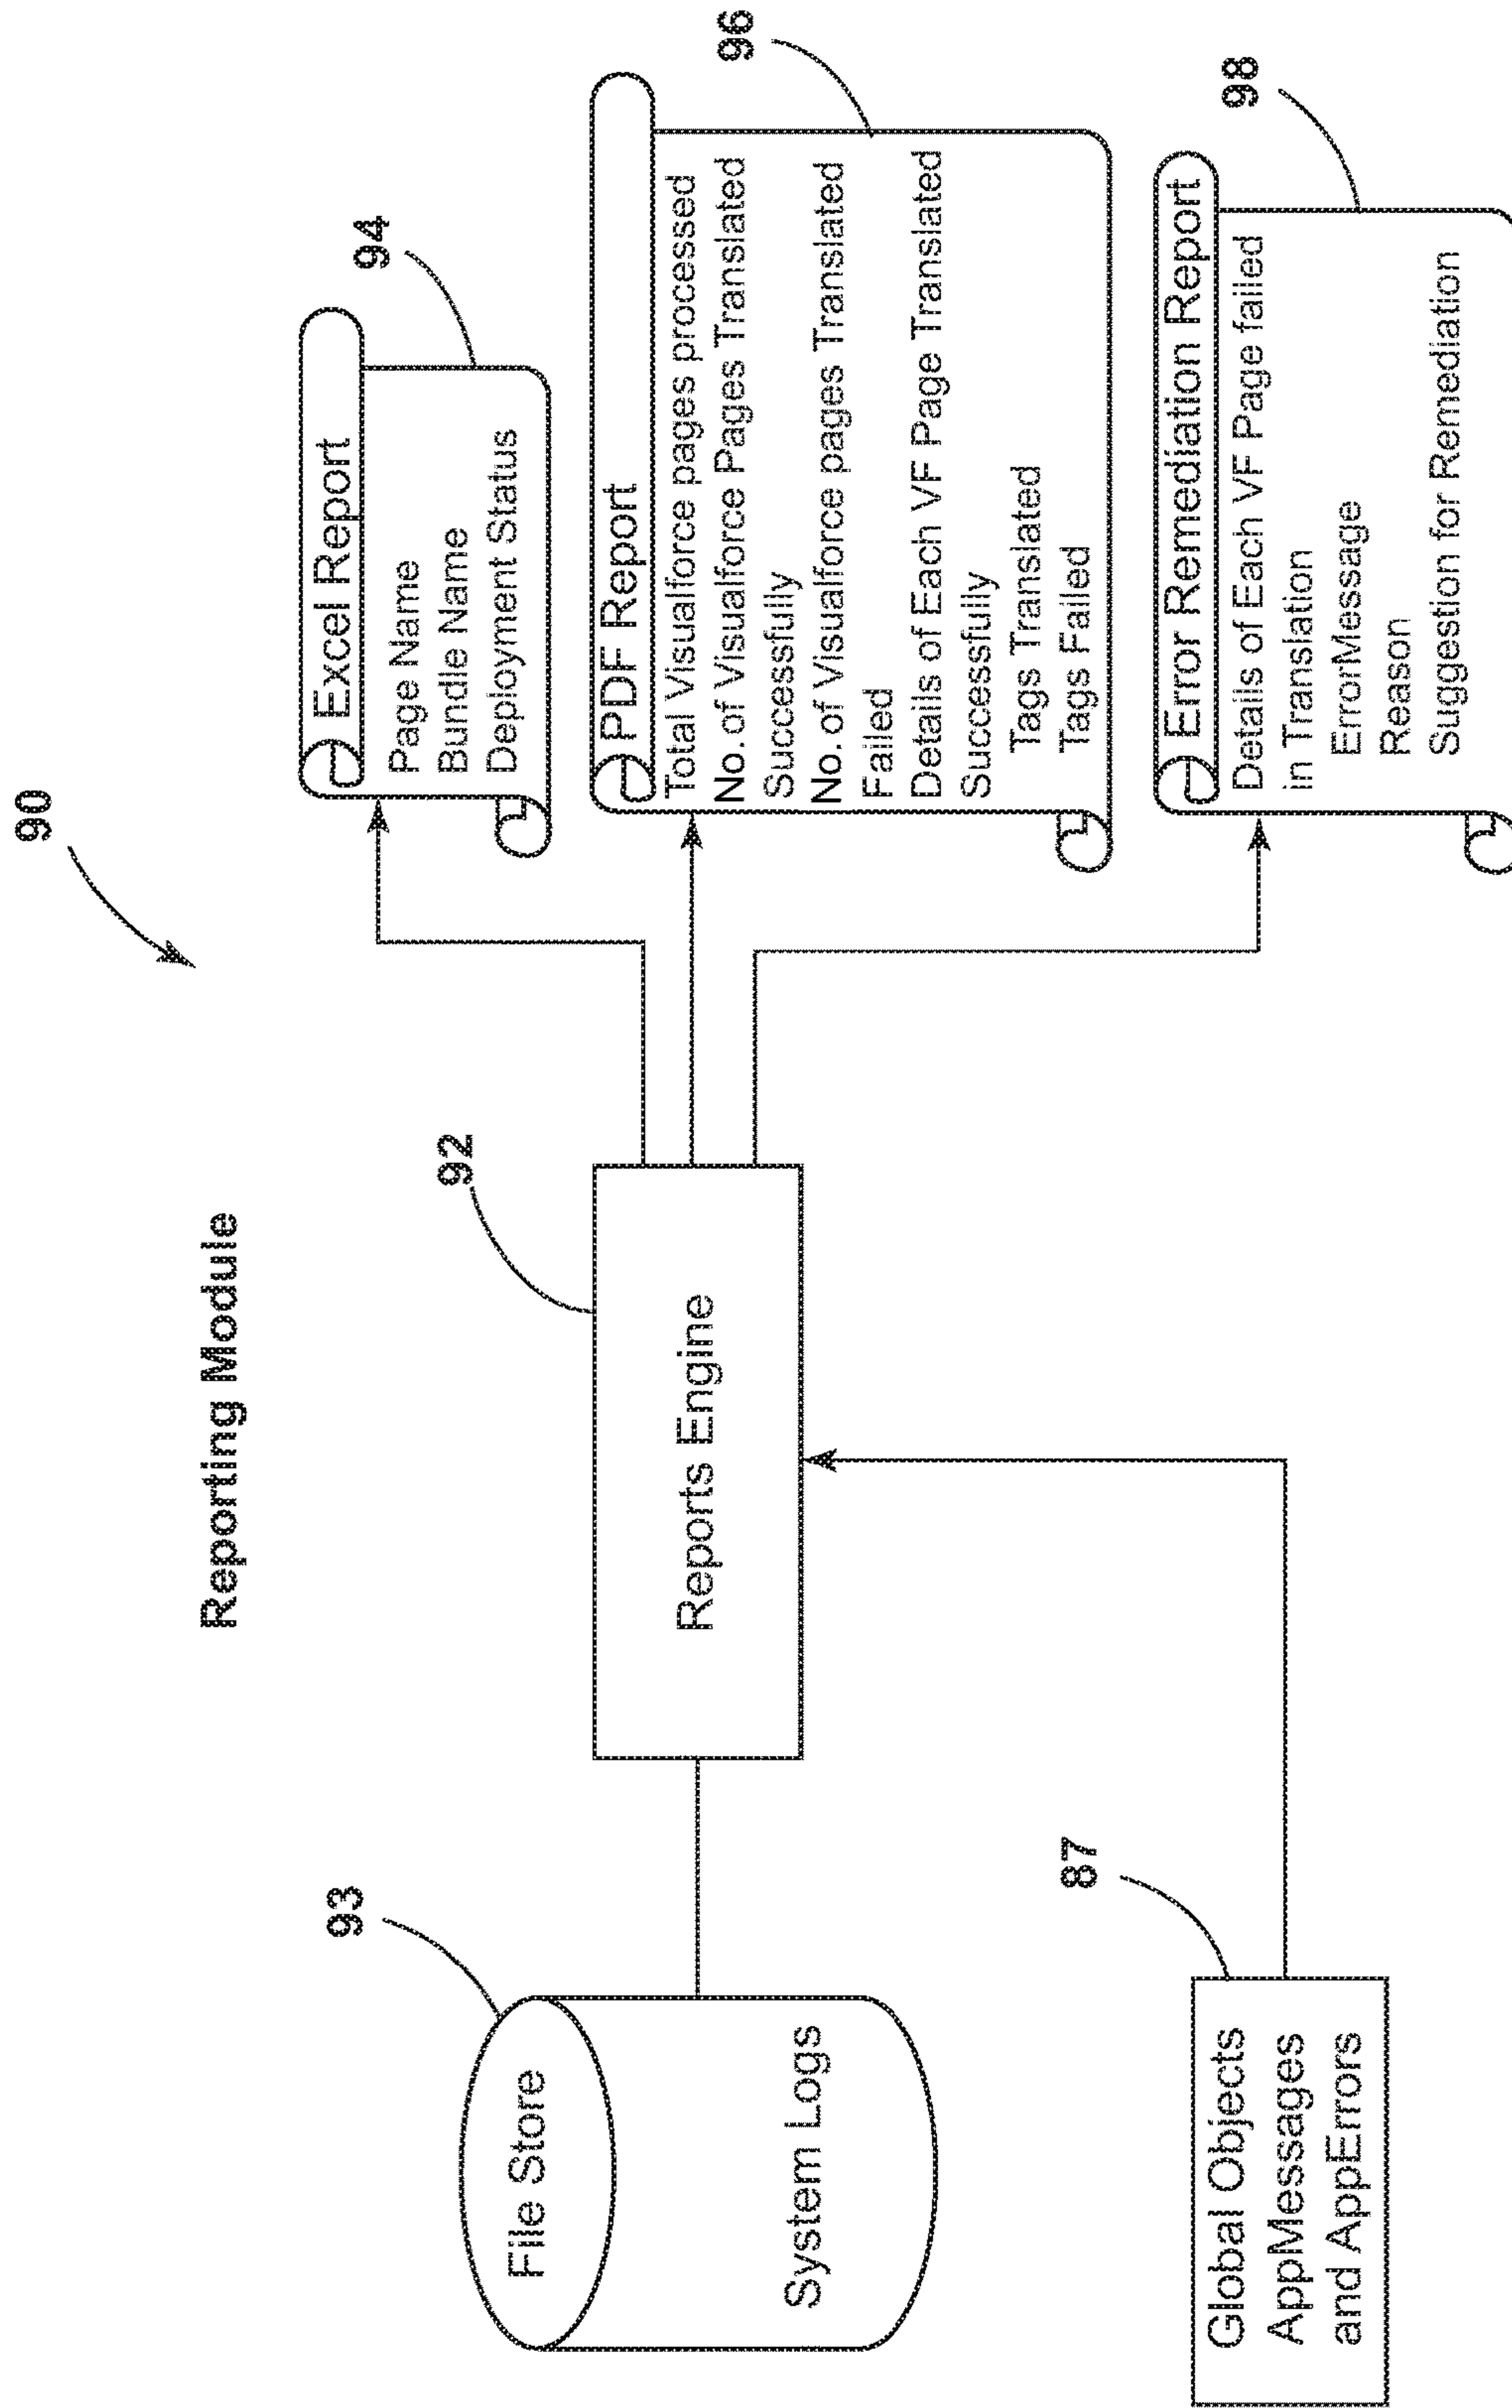 90
Reporting Module
94
Excel Report
Page Name
Bundle Name
Deployment Status
93
File Store
System Logs
92
Reports Engine
96
PDF Report
Total Visualforce pages processed
No. of Visualforce Pages Translated
Successfully
No. of Visualforce pages Translated
Failed
Details of Each VF Page Translated
Successfully
Tags Translated
Tags Failed
87
Global Objects
AppMessages
and AppErrors
98
Error Remediation Report
Details of Each VF Page failed
in Translation
ErrorMessage
Reason
Suggestion for Remediation